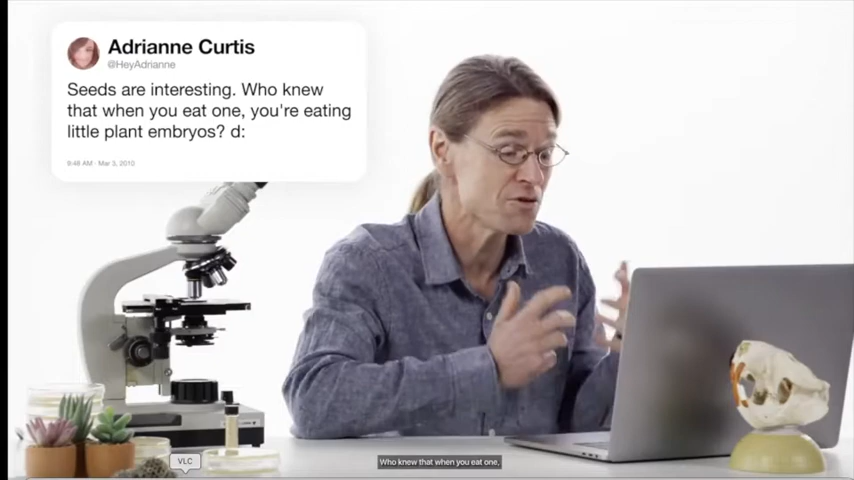 Adrianne Curtis
@HeyAdrianne
Seeds are interesting. Who knew
that when you eat one, you're eating
little plant embryos? d:
9:48 AM · Mar 3, 2010
VLC
Who knew that when you eat one,